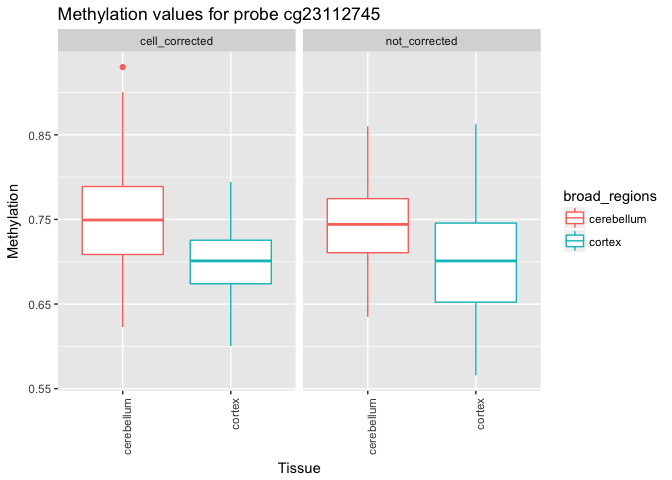 Methylation values for probe cg23112745
cell_corrected
not_corrected
Methylation
0.85
0.75
0.65
0.55
cerebellum
cortex
cerebellum
cortex
Tissue
broad_regions
cerebellum
cortex